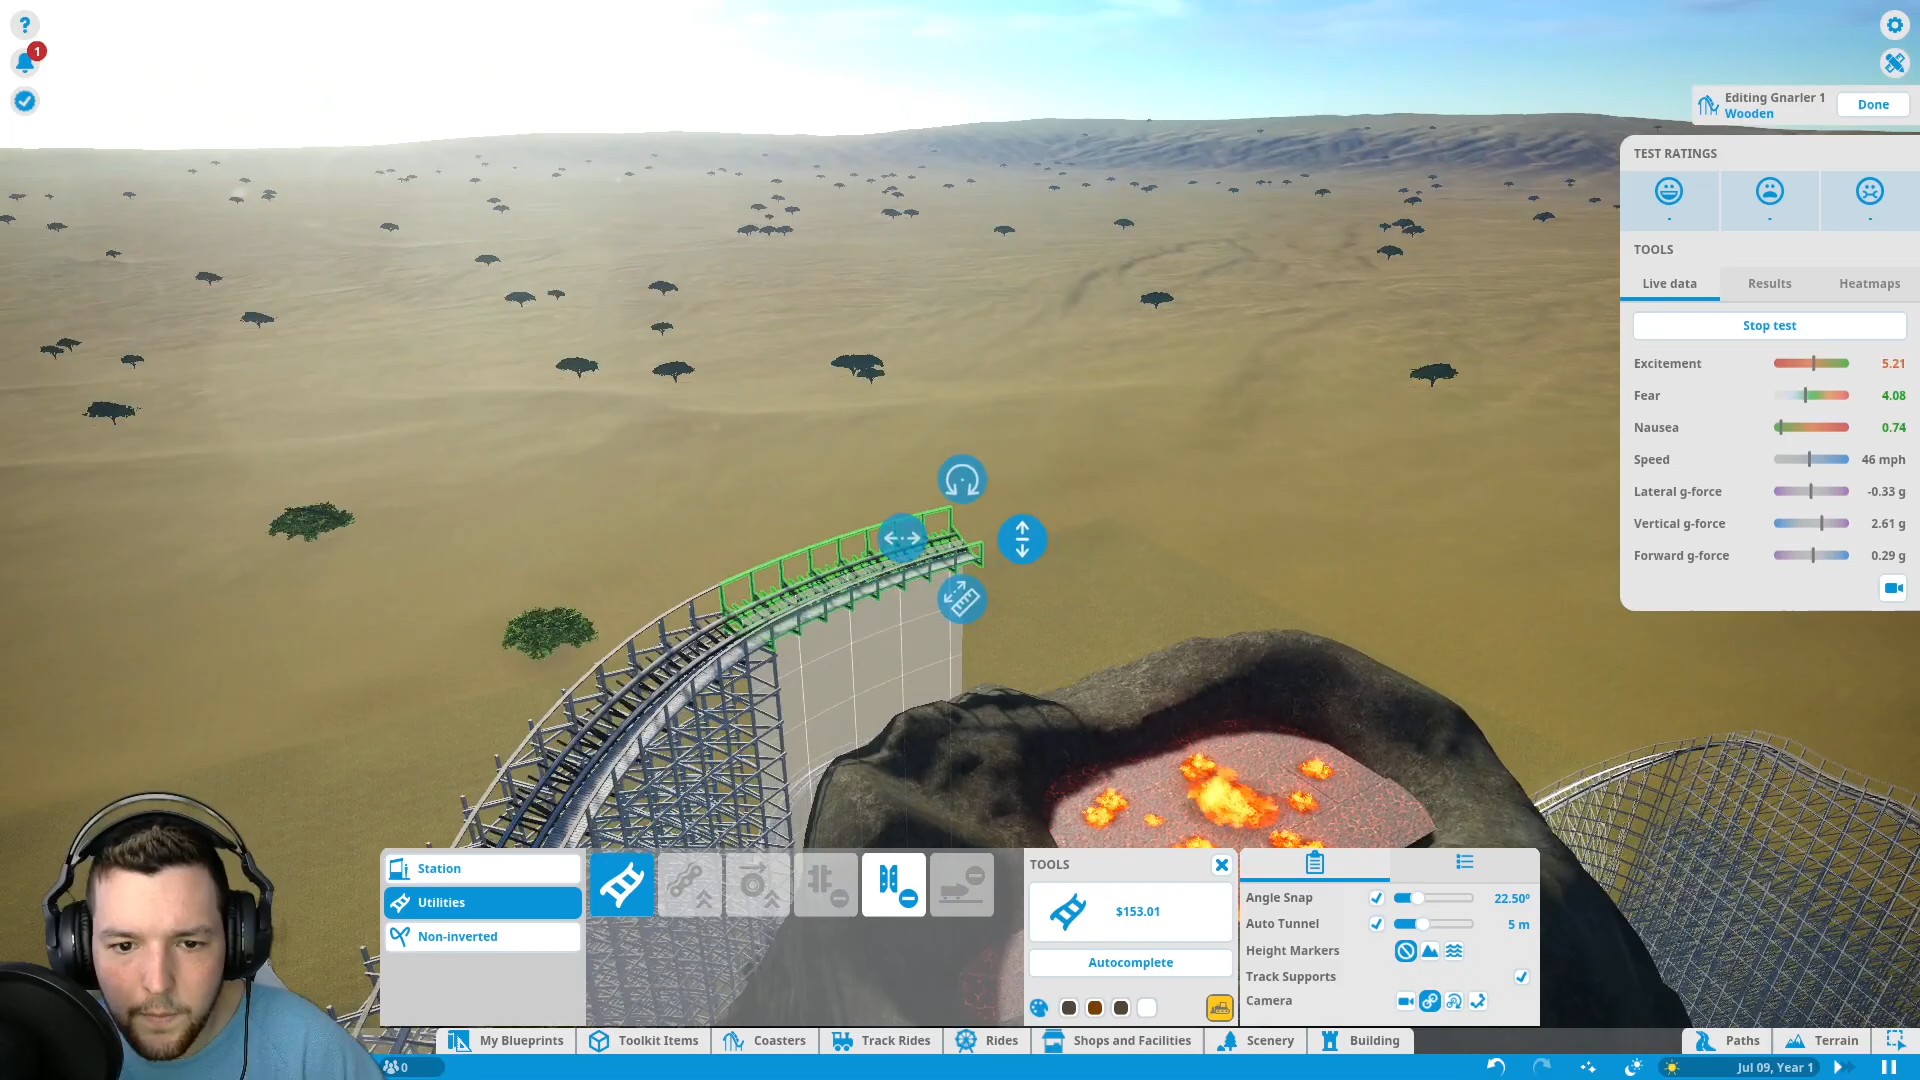 ?
1
Editing Gnarler 1
Wooden
Done
TEST RATINGS
-
-
-
TOOLS
Live data
Results
Heatmaps
Stop test
Excitement
5.21
Fear
4.08
Nausea
0.74
Speed
46 mph
Lateral g-force
-0.33 g
Vertical g-force
2.61 g
Forward g-force
0.29 g
Station
Utilities
Non-inverted
TOOLS
$153.01
Autocomplete
Angle Snap
22.50°
Auto Tunnel
5 m
Height Markers
Track Supports
Camera
My Blueprints
Toolkit Items
Coasters
Track Rides
Rides
Shops and Facilities
Scenery
Building
Paths
Terrain
0
Jul 09, Year 1